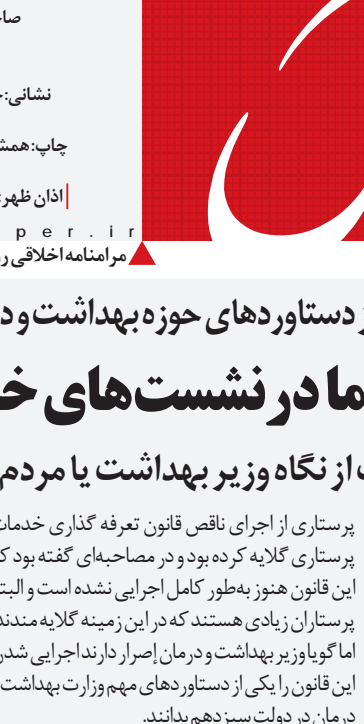 نشانی:
چاپ:
اذان ظهر
per.ir
مرامنامه اخلاقی
دستاوردهای حوزه بهداشت و
ما در نشست‌های
از نگاه وزیر بهداشت یا مردم
پرستاری از اجرای ناقص قانون تعرفه گذاری خدمات
پرستاری گلایه کرده بود و در مصاحبه‌ای گفته بود
این قانون هنوز به‌طور کامل اجرایی نشده است و البته
پرستاران زیادی هستند که در این زمینه گلایه مندند
اما گویا وزیر بهداشت و درمان اصرار دارند اجرایی شدن
این قانون را یکی از دستاوردهای مهم وزارت بهداشت
درمان در دولت سیزدهم بدانند.